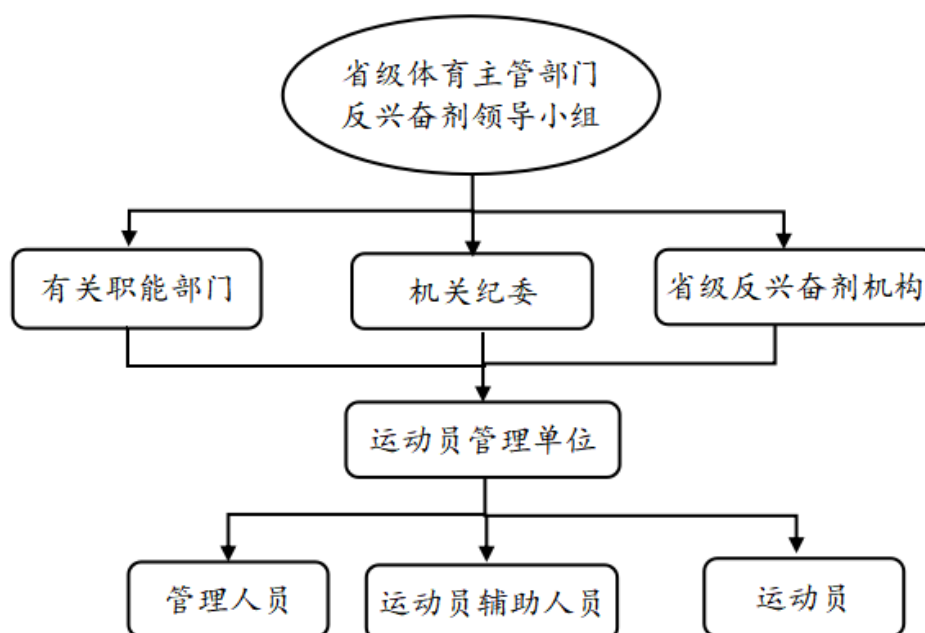 省级体育主管部门
反兴奋剂领导小组
有关职能部门
机关纪委
省级反兴奋剂机构
运动员管理单位
管理人员
运动员辅助人员
运动员